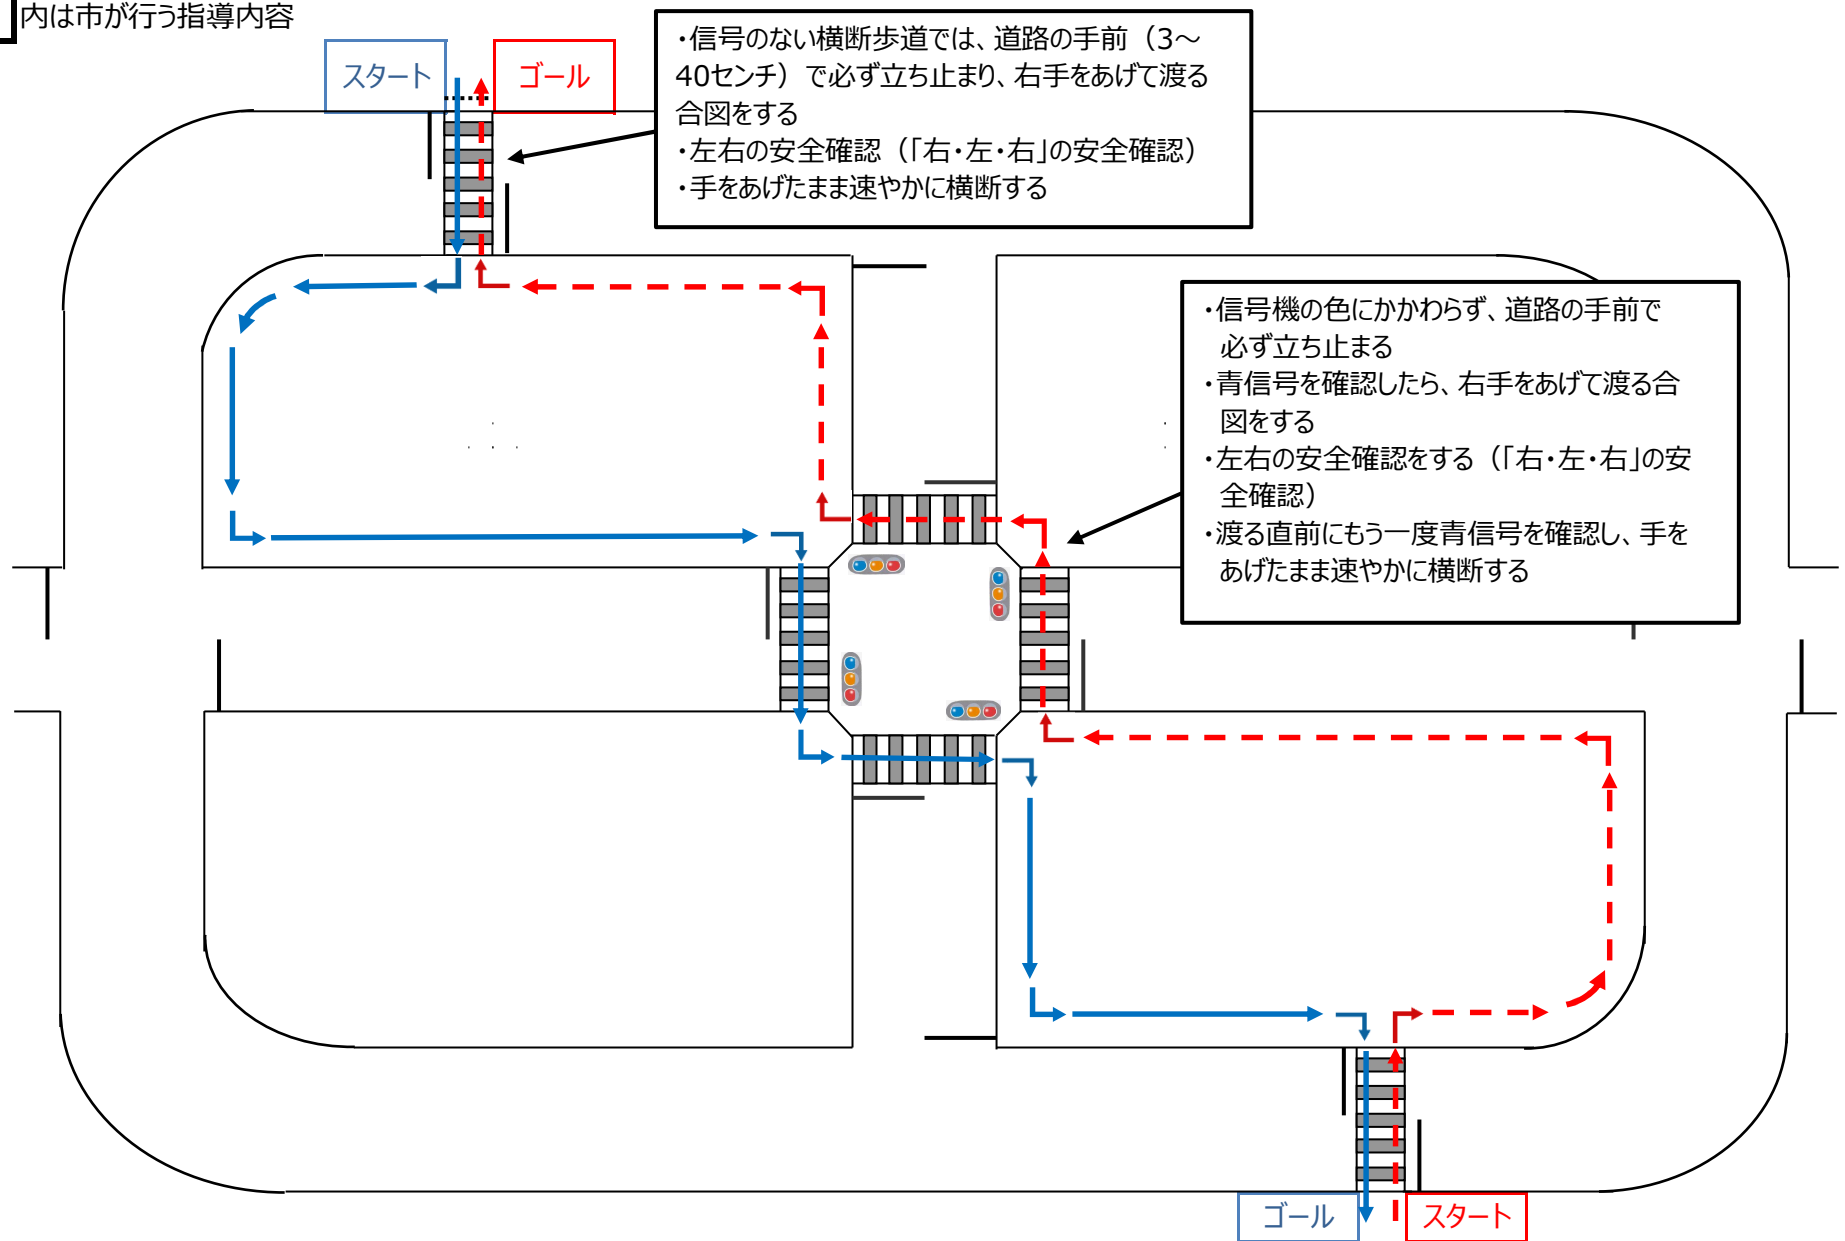 内は市が行う指導内容
スタート
ゴール
・信号のない横断歩道では、道路の手前（3～
40センチ）で必ず立ち止まり、右手をあげて渡る
合図をする
・左右の安全確認（「右・左・右」の安全確認）
・手をあげたまま速やかに横断する
・信号機の色にかかわらず、道路の手前で
必ず立ち止まる
・青信号を確認したら、右手をあげて渡る合
図をする
・左右の安全確認をする（「右・左・右」の安
全確認）
・渡る直前にもう一度青信号を確認し、手を
あげたまま速やかに横断する
ゴール
スタート